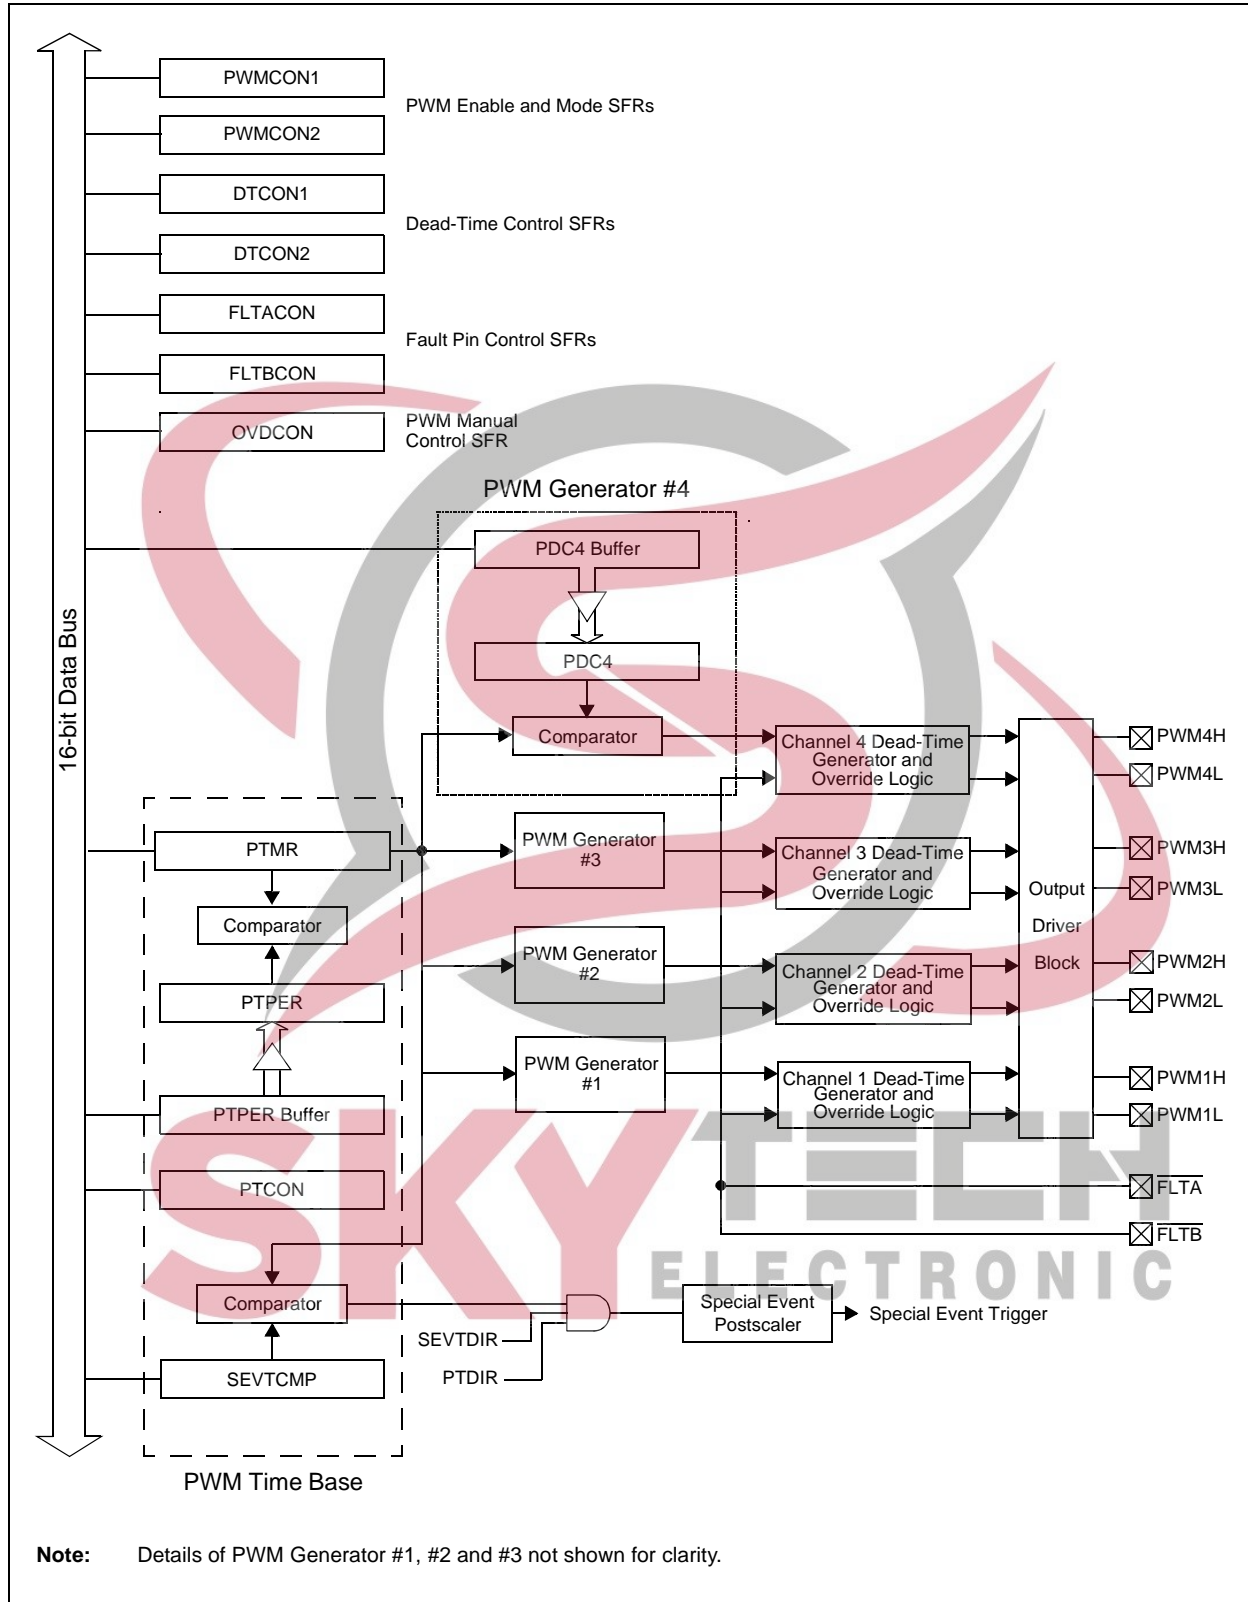 PWMCON1
PWM Enable and Mode SFRs
PWMCON2
DTCON1
Dead-Time Control SFRs
DTCON2
FLTACON
Fault Pin Control SFRs
FLTBCON
OVDCON
PWM Manual
Control SFR
PWM Generator #4
PDC4 Buffer
PDC4
Comparator
16-bit Data Bus
Channel 4 Dead-Time
Generator and
Override Logic
PWM4H
PWM4L
PTMR
Comparator
PTPER
PTPER Buffer
PTCON
Comparator
SEVTCMP
PWM Time Base
PWM Generator
#3
Channel 3 Dead-Time
Generator and
Override Logic
PWM3H
PWM3L
Output
Driver
Block
PWM Generator
#2
Channel 2 Dead-Time
Generator and
Override Logic
PWM2H
PWM2L
PWM Generator
#1
Channel 1 Dead-Time
Generator and
Override Logic
PWM1H
PWM1L
FLTA
FLTB
SEVTDIR
PTDIR
Special Event
Postscaler
Special Event Trigger
SKYTECH
ELECTRONIC
Note: Details of PWM Generator #1, #2 and #3 not shown for clarity.